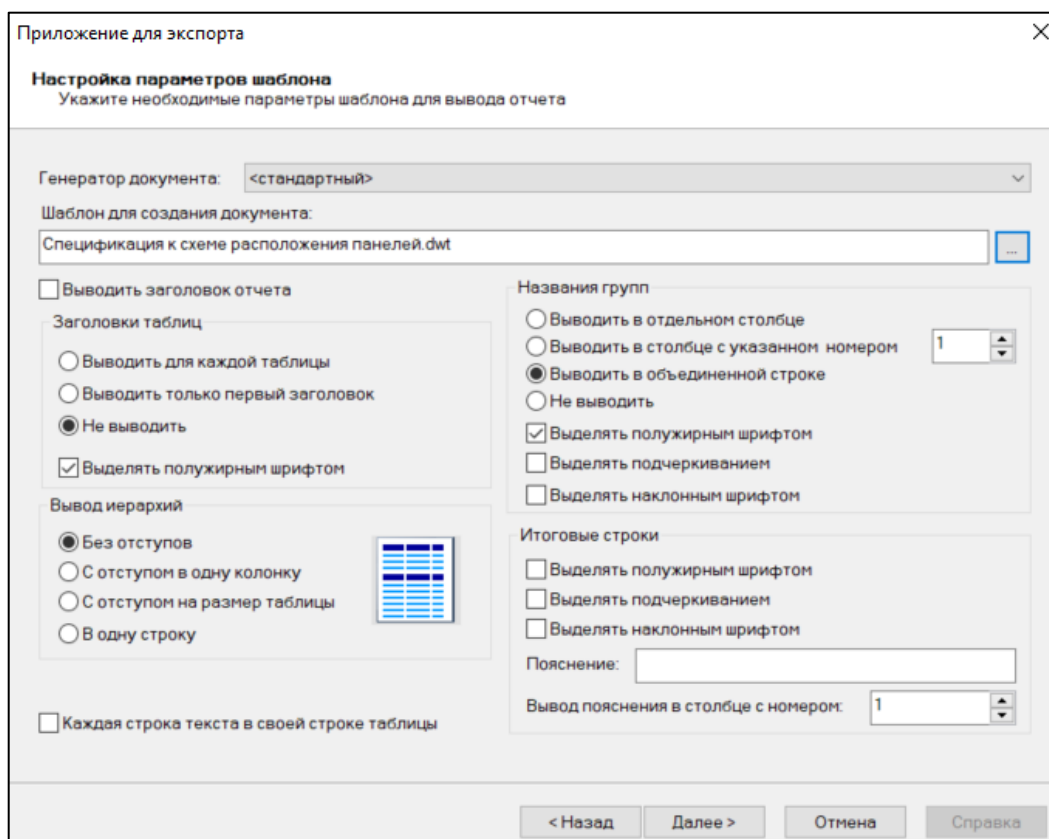 Приложение для экспорта
Настройка параметров шаблона
Укажите необходимые параметры шаблона для вывода отчета
Генератор документа: <стандартный>
Шаблон для создания документа:
Спецификация к схеме расположения панелей.dwt
...
Выводить заголовок отчета
Заголовки таблиц
Выводить для каждой таблицы
Выводить только первый заголовок
Не выводить
Выделять полужирным шрифтом
Вывод иерархий
Без отступов
С отступом в одну колонку
С отступом на размер таблицы
В одну строку
Каждая строка текста в своей строке таблицы
Названия групп
Выводить в отдельном столбце
Выводить в столбце с указанном номером 1
Выводить в объединенной строке
Не выводить
Выделять полужирным шрифтом
Выделять подчеркиванием
Выделять наклонным шрифтом
Итоговые строки
Выделять полужирным шрифтом
Выделять подчеркиванием
Выделять наклонным шрифтом
Пояснение:
Вывод пояснения в столбце с номером: 1
< Назад Далее > Отмена Справка